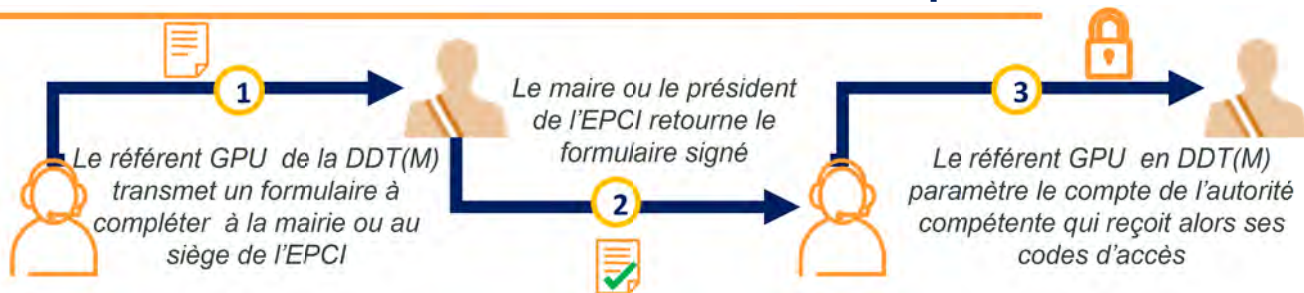 1
Le référent GPU de la DDT(M)
transmet un formulaire à
compléter à la mairie ou au
siège de l'EPCI
Le maire ou le président
de l'EPCI retourne le
formulaire signé
2
3
Le référent GPU en DDT(M)
paramètre le compte de l'autorité
compétente qui reçoit alors ses
codes d'accès